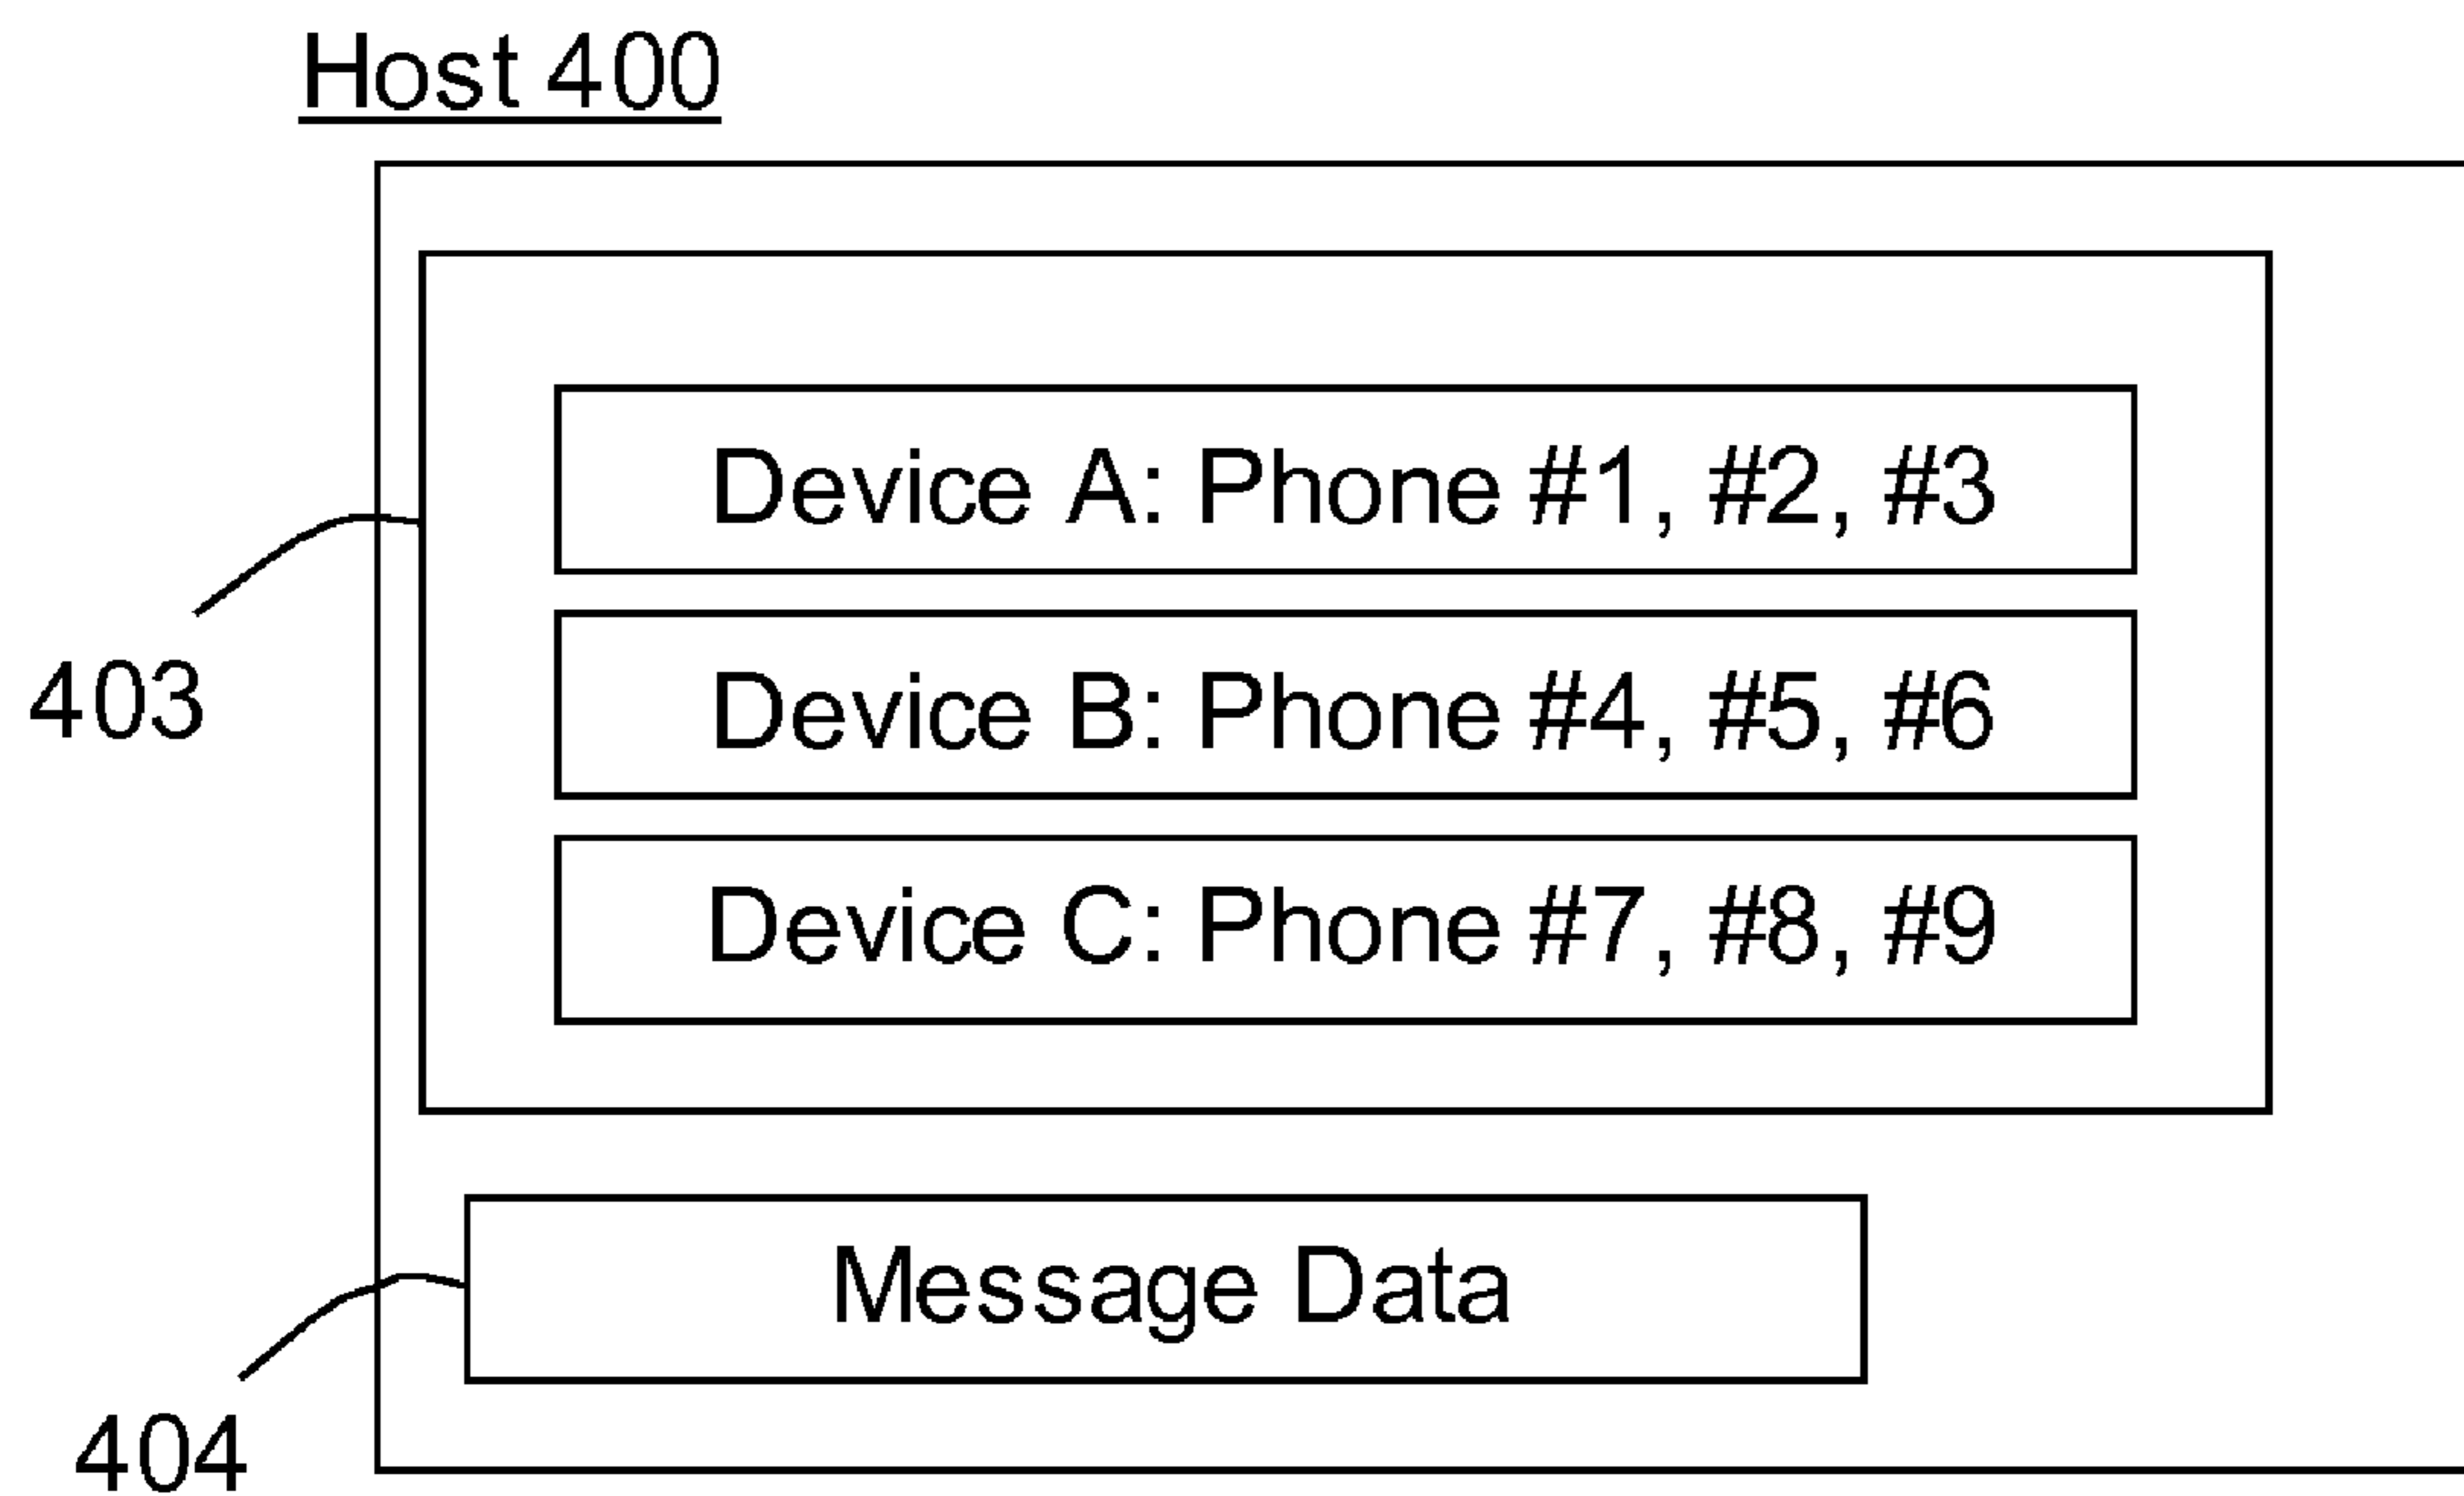 Host 400
Device A: Phone #1, #2, #3
403
Device B: Phone #4, #5, #6
Device C: Phone #7, #8, #9
Message Data
404